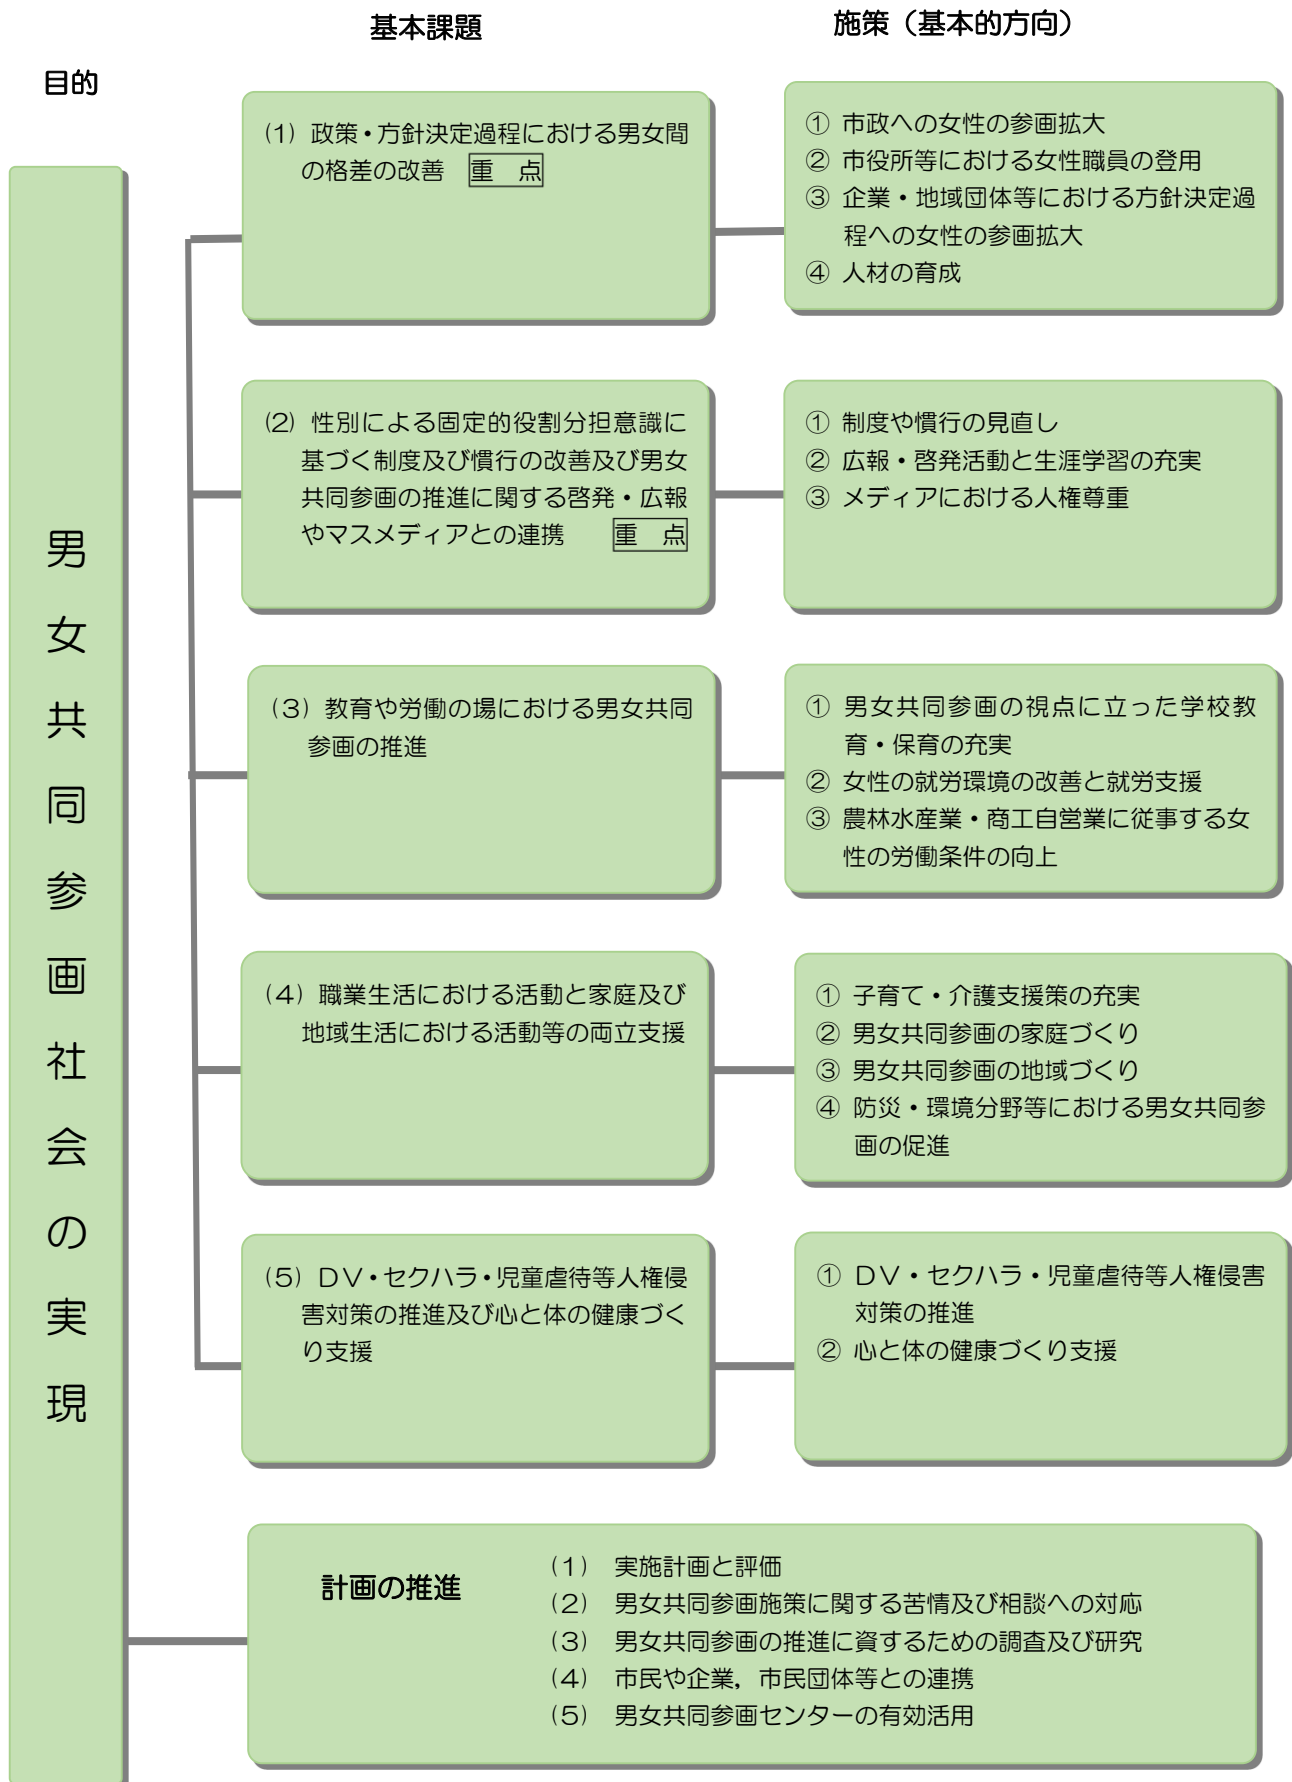 基本課題
施策（基本的方向）
目的
男女共同参画社会の実現
(1) 政策・方針決定過程における男女間
の格差の改善 重 点
① 市政への女性の参画拡大
② 市役所等における女性職員の登用
③ 企業・地域団体等における方針決定過
程への女性の参画拡大
④ 人材の育成
(2) 性別による固定的役割分担意識に
基づく制度及び慣行の改善及び男女
共同参画の推進に関する啓発・広報
やマスメディアとの連携 重 点
① 制度や慣行の見直し
② 広報・啓発活動と生涯学習の充実
③ メディアにおける人権尊重
(3) 教育や労働の場における男女共同
参画の推進
① 男女共同参画の視点に立った学校教
育・保育の充実
② 女性の就労環境の改善と就労支援
③ 農林水産業・商工自営業に従事する女
性の労働条件の向上
(4) 職業生活における活動と家庭及び
地域生活における活動等の両立支援
① 子育て・介護支援策の充実
② 男女共同参画の家庭づくり
③ 男女共同参画の地域づくり
④ 防災・環境分野等における男女共同参
画の促進
(5) ＤＶ・セクハラ・児童虐待等人権侵
害対策の推進及び心と体の健康づく
り支援
① ＤＶ・セクハラ・児童虐待等人権侵害
対策の推進
② 心と体の健康づくり支援
計画の推進
(1) 実施計画と評価
(2) 男女共同参画施策に関する苦情及び相談への対応
(3) 男女共同参画の推進に資するための調査及び研究
(4) 市民や企業，市民団体等との連携
(5) 男女共同参画センターの有効活用